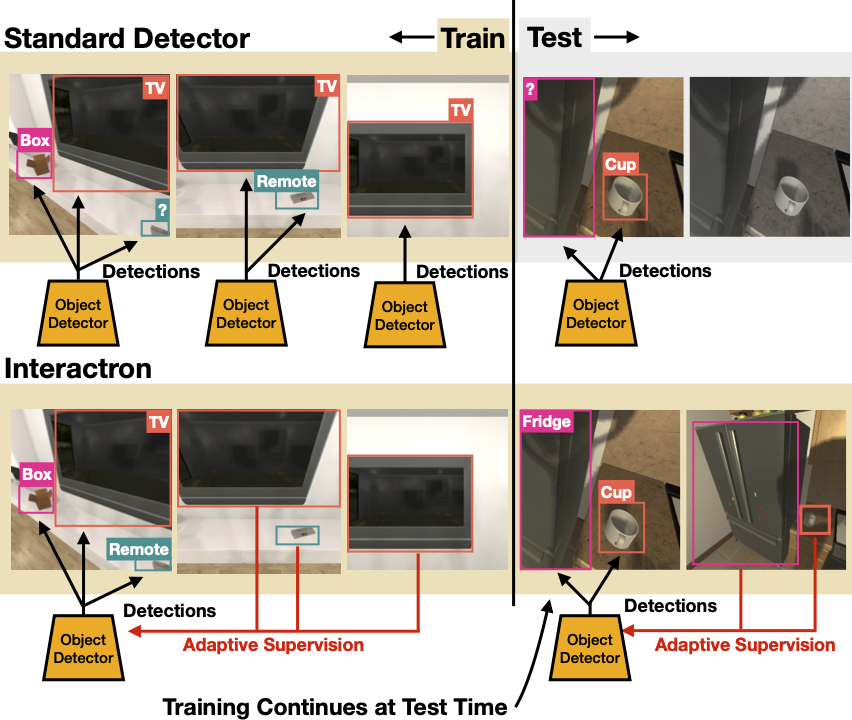 Standard Detector
Train
Test
TV
Box
?
TV
Remote
TV
?
Cup
Detections
Detections
Detections
Detections
Object
Detector
Object
Detector
Object
Detector
Object
Detector
Interactron
TV
Box
Remote
Fridge
Cup
Detections
Adaptive Supervision
Object
Detector
Detections
Adaptive Supervision
Object
Detector
Training Continues at Test Time